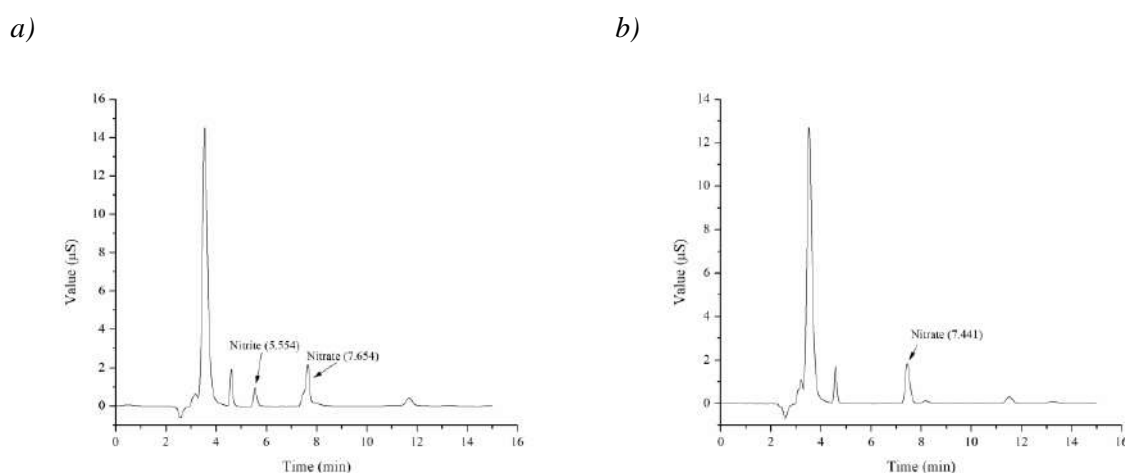 a)
b)
16
14
12
10
8
6
4
2
0
Value (µS)
Nitrite (5.554)
Nitrate (7.654)
0 2 4 6 8 10 12 14 16
Time (min)
14
12
10
8
6
4
2
0
Value (µS)
Nitrate (7.441)
0 2 4 6 8 10 12 14 16
Time (min)